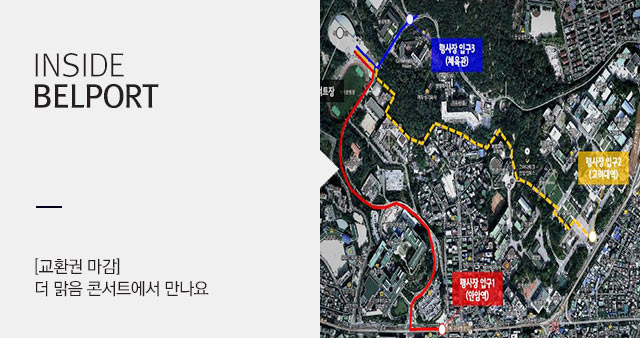 INSIDE
BELPORT
[교환권 마감]
더 맑음 콘서트에서 만나요
행사장 입구3
(체육관)
행사장 입구2
(고려대역)
행사장 입구1
(안암역)